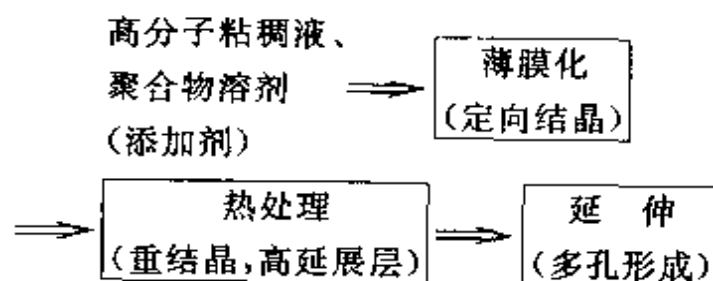 高分子粘稠液、
聚合物溶剂
(添加剂)
薄膜化
(定向结晶)
热处理
(重结晶,高延展层)
延 伸
(多孔形成)